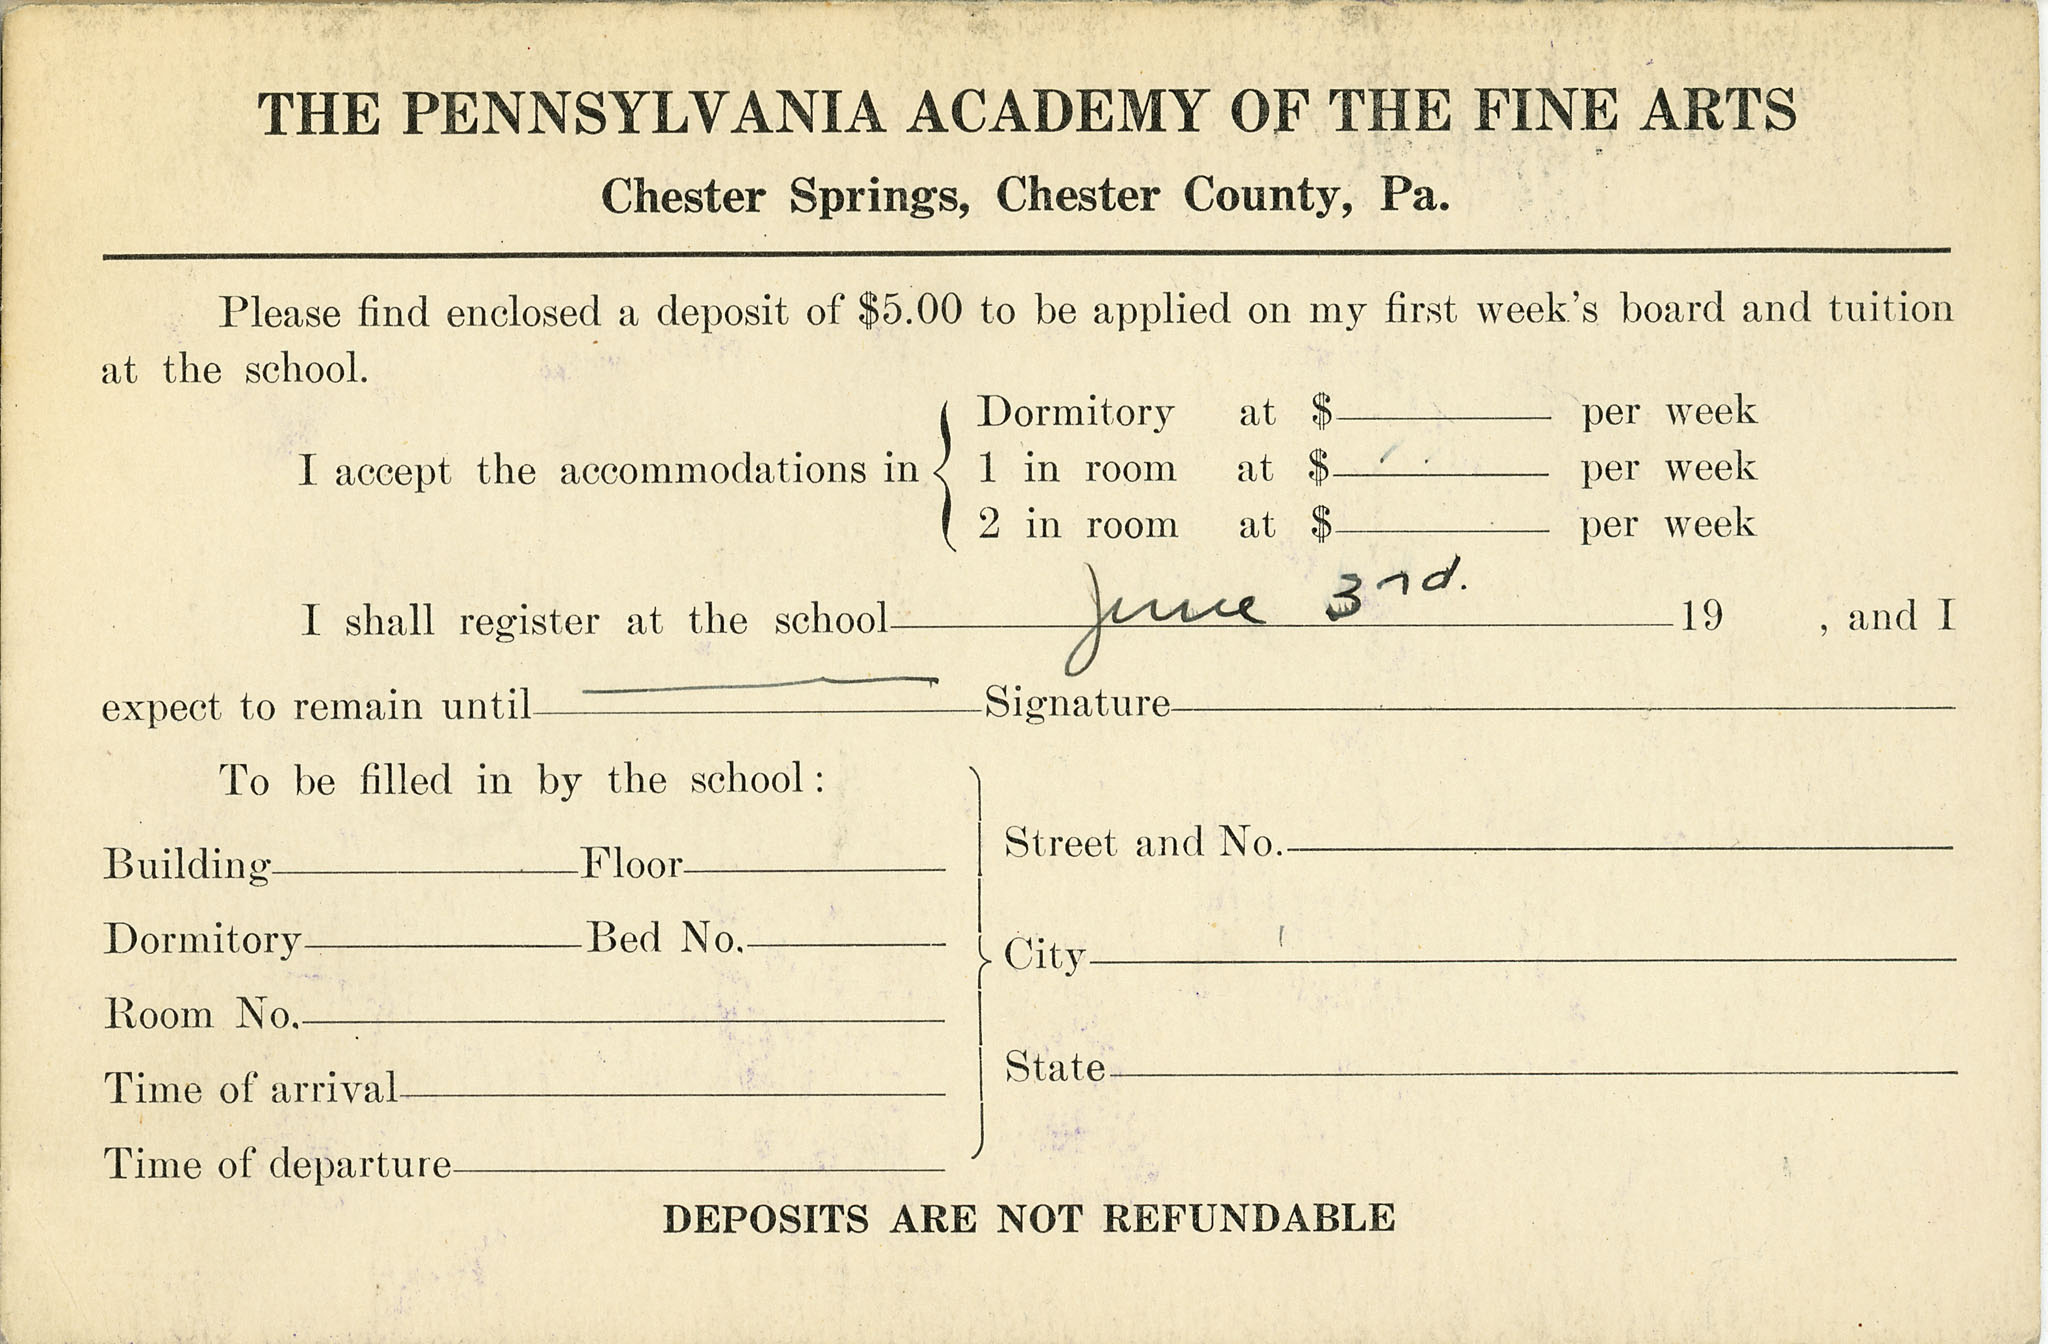 THE PENNSYLVANIA ACADEMY OF THE FINE ARTS
Chester Springs, Chester County, Pa.
Please find enclosed a deposit of $5.00 to be applied on my first week's board and tuition
at the school.
Dormitory at $ per week
I accept the accommodations in 1 in room at $ per week
2 in room at $ per week
I shall register at the school June 3rd. 19 , and I
expect to remain until Signature
To be filled in by the school:
Street and No.
Building Floor
Dormitory Bed No.
City
Room No.
State
Time of arrival
Time of departure
DEPOSITS ARE NOT REFUNDABLE